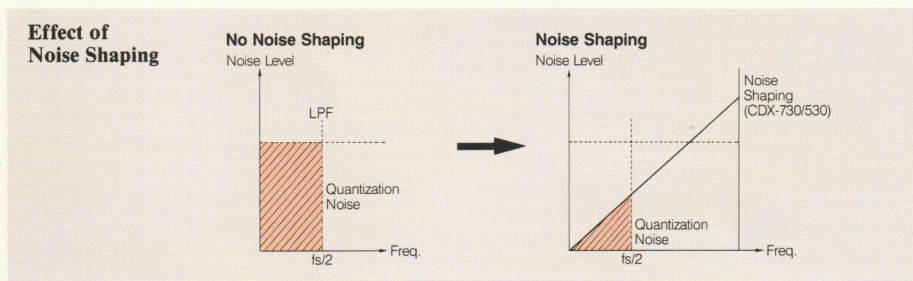 Effect of
Noise Shaping
No Noise Shaping
Noise Level
LPF
Quantization
Noise
Freq.
fs/2
Noise Shaping
Noise Level
Noise
Shaping
(CDX-730/530)
Quantization
Noise
Freq.
fs/2